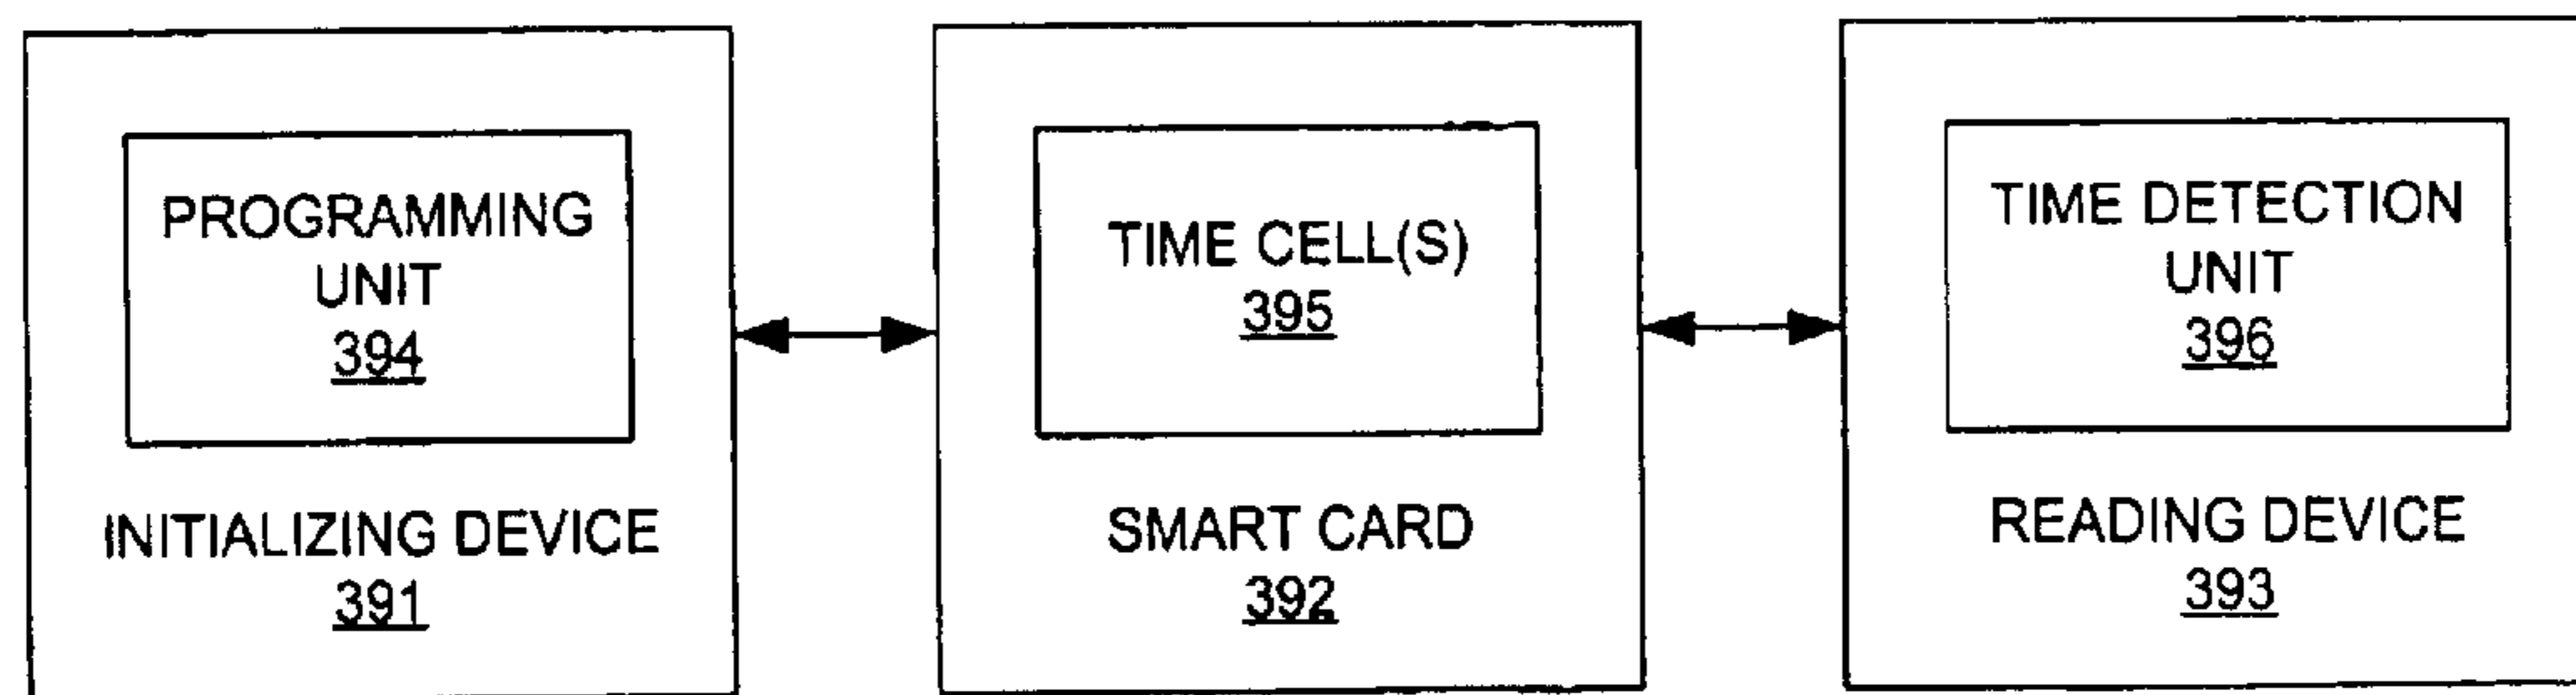 PROGRAMMING
UNIT
394
INITIALIZING DEVICE
391
TIME CELL(S)
395
SMART CARD
392
TIME DETECTION
UNIT
396
READING DEVICE
393